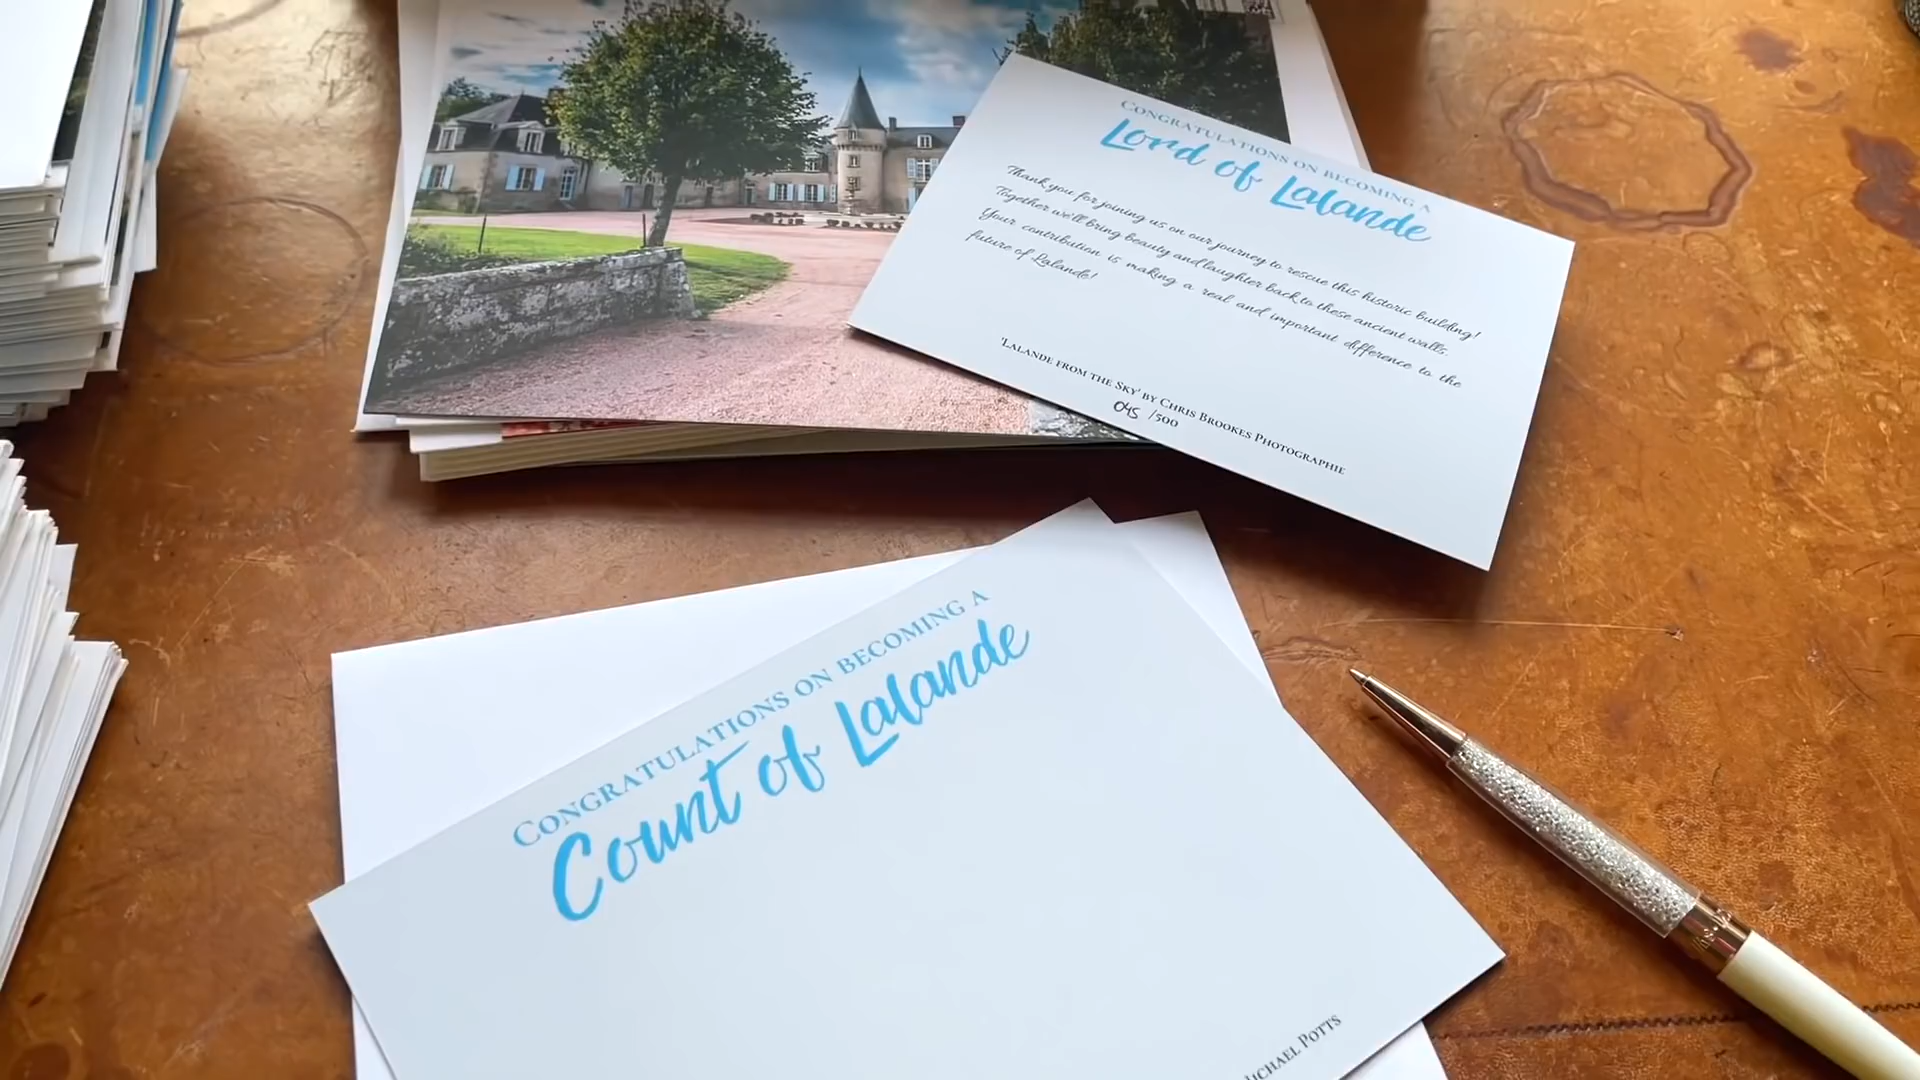 CONGRATULATIONS ON BECOMING A
Lord of Lalande
Thank you for joining us on our journey to rescue this historic building!
Together we'll bring beauty and laughter back to these ancient walls.
Your contribution is making a real and important difference to the
future of Lalande!
'LALANDE FROM THE SKY' BY CHRIS BROOKES PHOTOGRAPHIE
045 /500
CONGRATULATIONS ON BECOMING A
Count of Lalande
POTTS